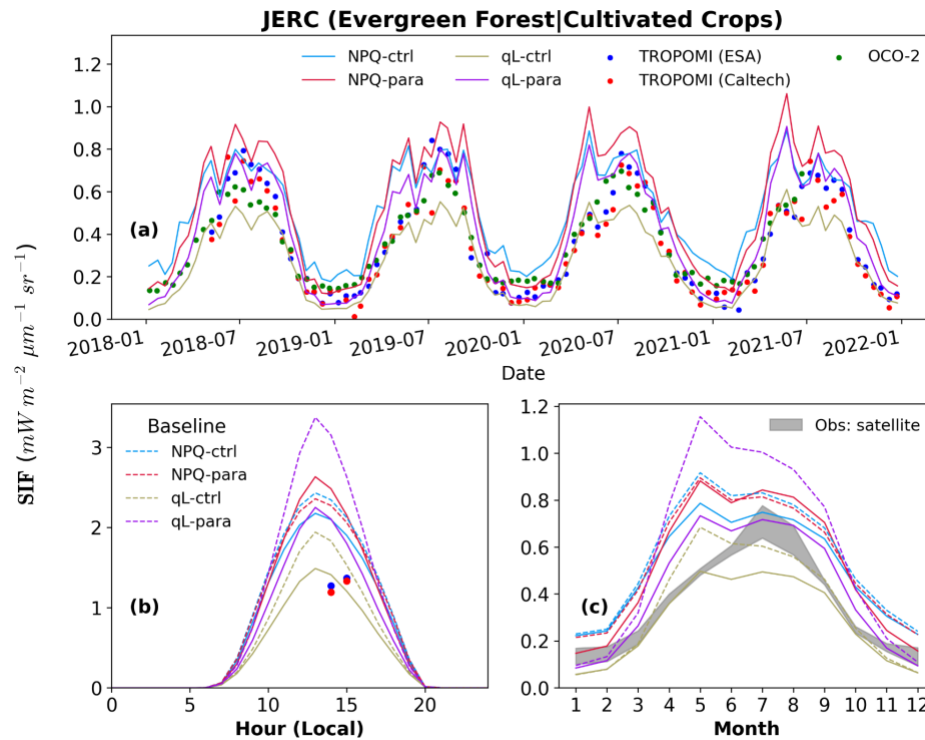 JERC (Evergreen Forest|Cultivated Crops)
NPQ-ctrl qL-ctrl TROPOMI (ESA) OCO-2
NPQ-para qL-para TROPOMI (Caltech)
1.2
1.0
0.8
0.6
0.4
0.2
0.0
(a)
2018-01 2018-07 2019-01 2019-07 2020-01 2020-07 2021-01 2021-07 2022-01
Date
SIF (mW m⁻² μm⁻¹ sr⁻¹)
Baseline
NPQ-ctrl
NPQ-para
qL-ctrl
qL-para
3
2
1
0
(b)
0 5 10 15 20
Hour (Local)
Obs: satellite
1.2
1.0
0.8
0.6
0.4
0.2
0.0
(c)
1 2 3 4 5 6 7 8 9 10 11 12
Month